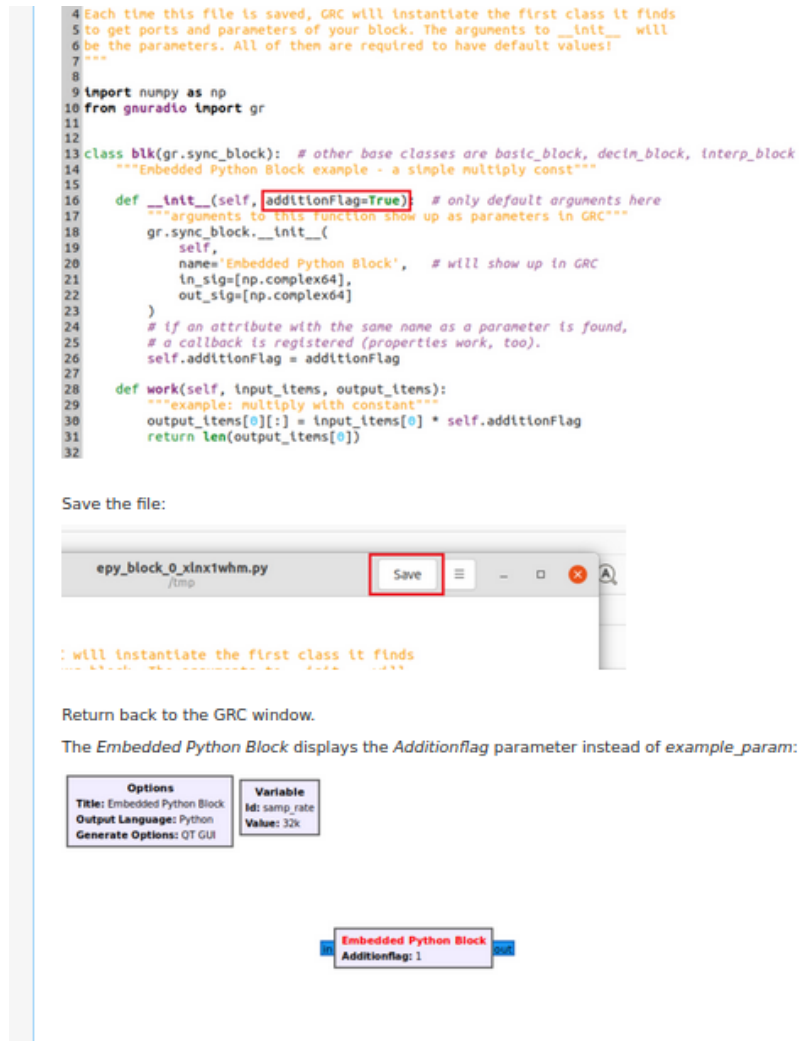 4 Each time this file is saved, GRC will instantiate the first class it finds
5 to get ports and parameters of your block. The arguments to __init__  will
6 be the parameters. All of them are required to have default values!
7 """
8
9 import numpy as np
10 from gnuradio import gr
11
12
13 class blk(gr.sync_block):  # other base classes are basic_block, decim_block, interp_block
14     """Embedded Python Block example - a simple multiply const"""
15
16     def __init__(self, additionFlag=True):  # only default arguments here
17         """arguments to this function show up as parameters in GRC"""
18         gr.sync_block.__init__(
19             self,
20             name='Embedded Python Block',   # will show up in GRC
21             in_sig=[np.complex64],
22             out_sig=[np.complex64]
23         )
24         # if an attribute with the same name as a parameter is found,
25         # a callback is registered (properties work, too).
26         self.additionFlag = additionFlag
27
28     def work(self, input_items, output_items):
29         """example: multiply with constant"""
30         output_items[0][:] = input_items[0] * self.additionFlag
31         return len(output_items[0])
32
Save the file:
epy_block_0_xlnx1whm.py
/tmp
Save
will instantiate the first class it finds
Return back to the GRC window.
The Embedded Python Block displays the Additionflag parameter instead of example_param:
Options
Title: Embedded Python Block
Output Language: Python
Generate Options: QT GUI
Variable
Id: samp_rate
Value: 32k
in
Embedded Python Block
Additionflag: 1
out